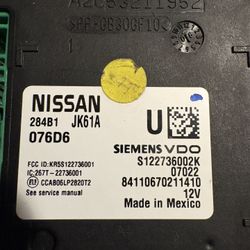 A2C53211952
NISSAN
284B1 JK61A
076D6
U
SIEMENS VDO
S122736002K
07022
84110670211410
12V
Made in Mexico
FCC ID: KR5S122736001
IC:267T-22736001
CCAB06LP2820T2
See service manual